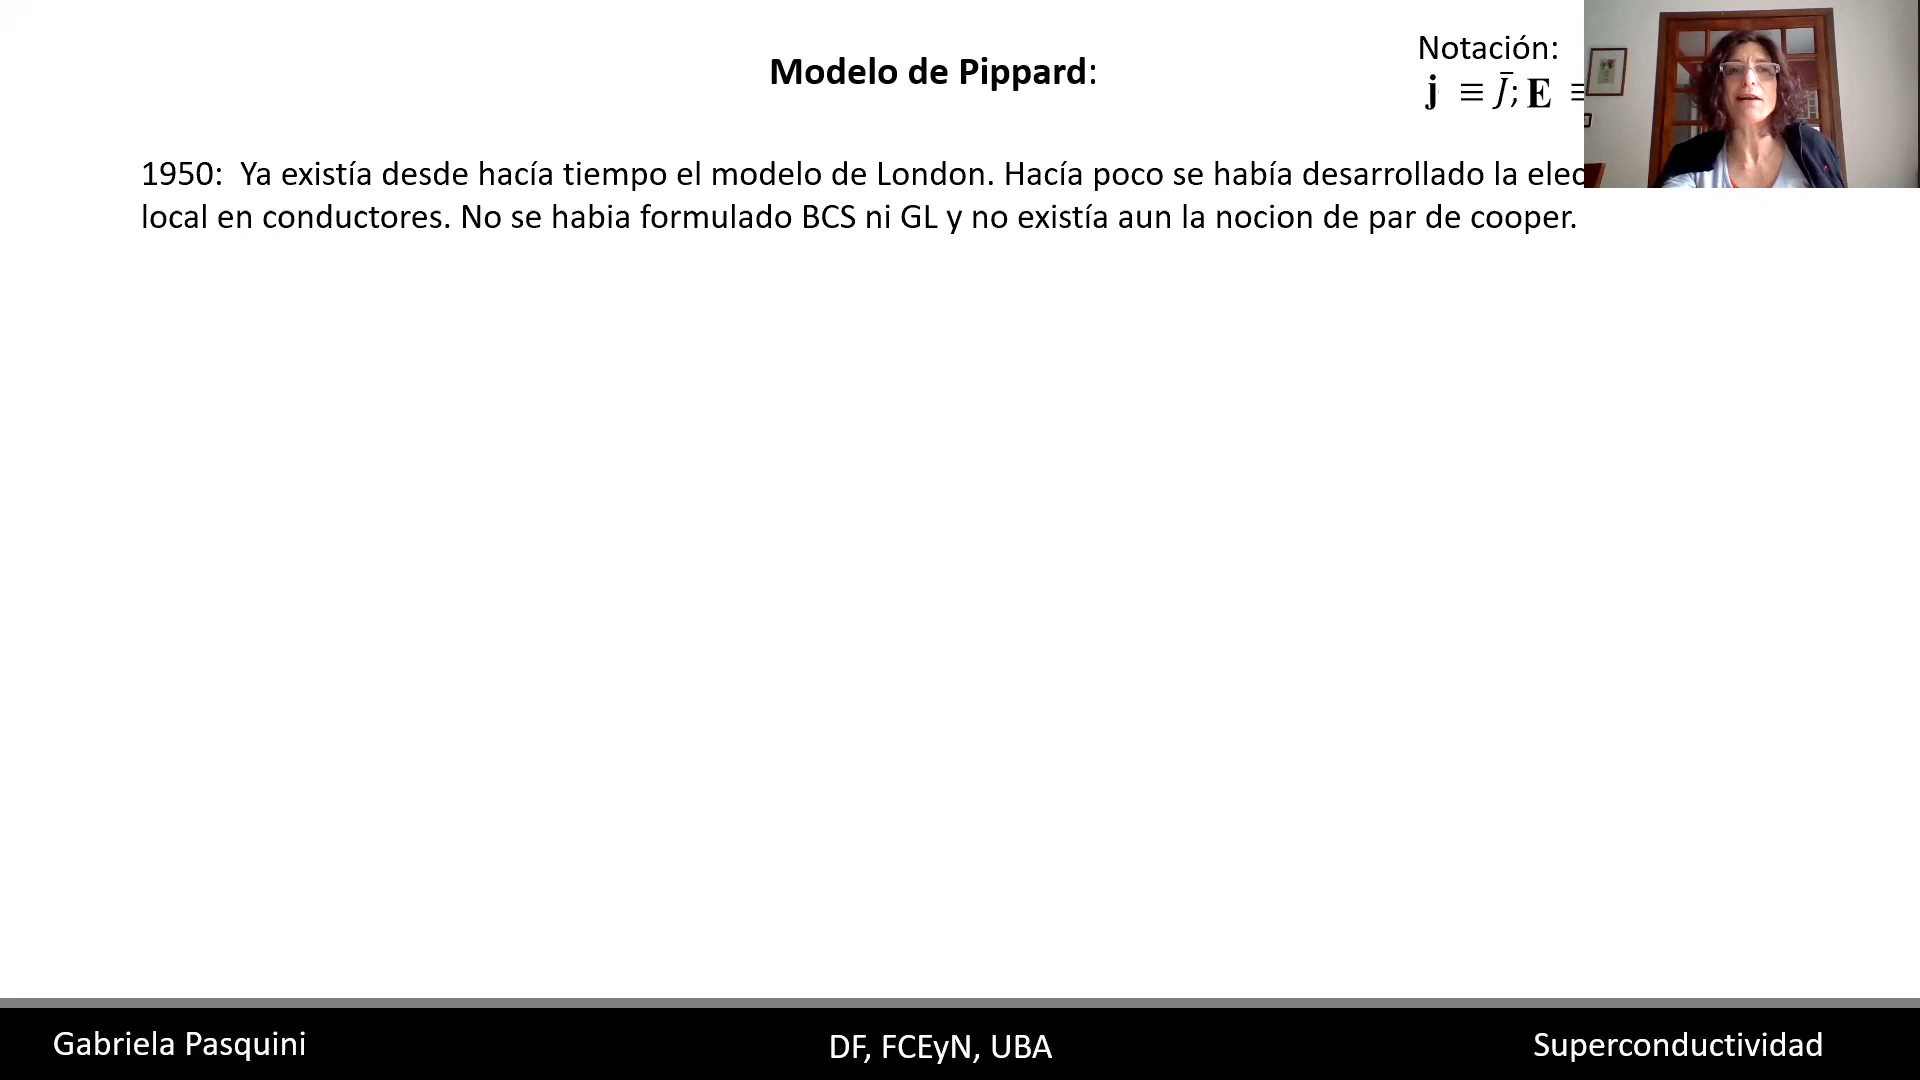 Modelo de Pippard:
Notación:
j ≡ J̄; E ≡
1950: Ya existía desde hacía tiempo el modelo de London. Hacía poco se había desarrollado la
local en conductores. No se habia formulado BCS ni GL y no existía aun la nocion de par de cooper.
Gabriela Pasquini
DF, FCEyN, UBA
Superconductividad